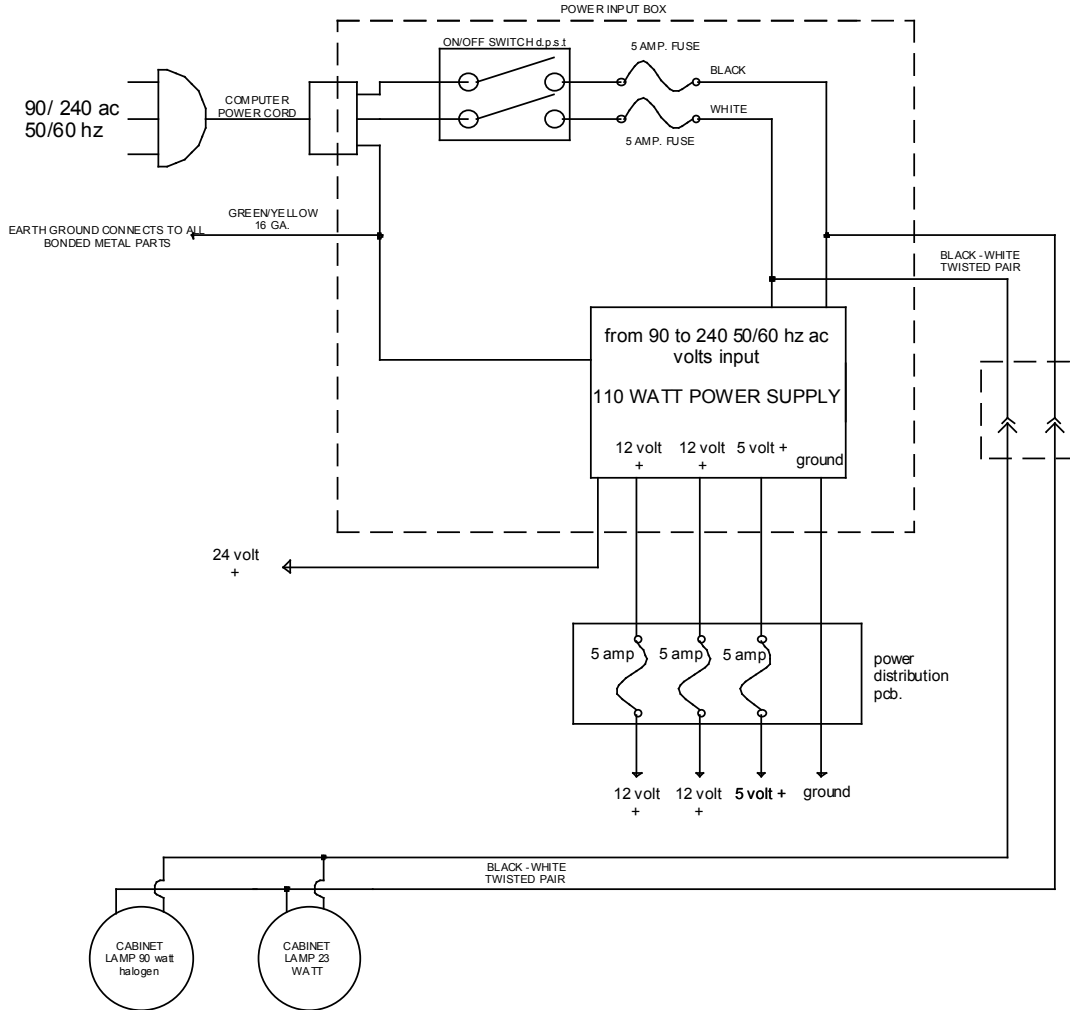 POWER INPUT BOX
ON/OFF SWITCH d.p.s.t
5 AMP. FUSE
BLACK
90/ 240 ac
50/60 hz
COMPUTER
POWER CORD
WHITE
5 AMP. FUSE
GREEN/YELLOW
16 GA.
EARTH GROUND CONNECTS TO ALL
BONDED METAL PARTS
BLACK - WHITE
TWISTED PAIR
from 90 to 240 50/60 hz ac
volts input
110 WATT POWER SUPPLY
12 volt
+
12 volt
+
5 volt +
ground
24 volt
+
5 amp
5 amp
5 amp
power
distribution
pcb.
12 volt
+
12 volt
+
5 volt +
ground
BLACK - WHITE
TWISTED PAIR
CABINET
LAMP 90 watt
halogen
CABINET
LAMP 23
WATT